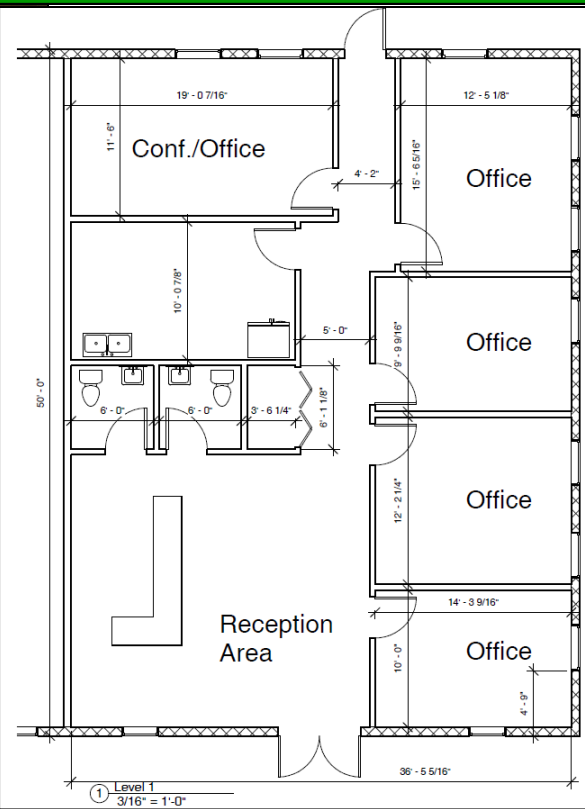 19' - 0 7/16"
12' - 5 1/8"
11' - 6"
Conf./Office
4' - 2"
15' - 6 5/16"
Office
10' - 0 7/8"
5' - 0"
9' - 9 9/16"
Office
50' - 0"
6' - 0"
6' - 0"
3' - 6 1/4"
6' - 1 1/8"
12' - 2 1/4"
Office
14' - 3 9/16"
Reception
Area
10' - 0"
Office
4' - 9"
36' - 5 5/16"
1
Level 1
3/16" = 1'-0"